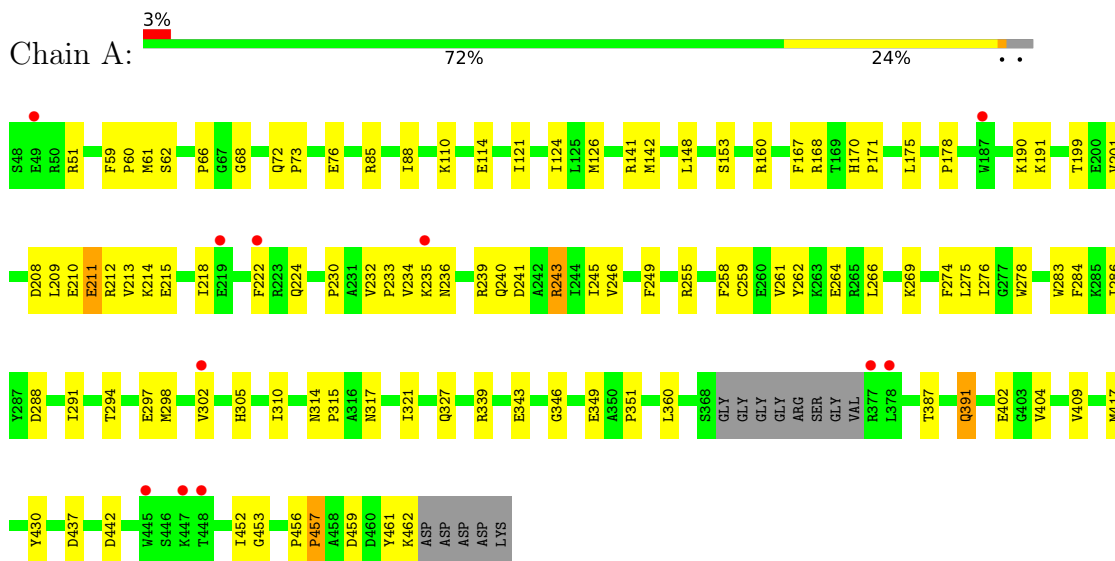 3%
Chain A:
72% 24% • •
S48 E49 R50 R51 F59 P60 M61 S62 P66 G67 G68 Q72 P73 E76 R85 I88 K110 E114 I121 I124 L125 M126 R141 M142 L148 S153 R160 F167 R168 T169 H170 P171 L175 P178 W187 K190 K191 T199 E200
D208 L209 E210 E211 R212 V213 K214 E215 I218 E219 F222 R223 Q224 P230 A231 V232 P233 V234 K235 N236 R239 Q240 D241 A242 R243 I244 I245 V246 F249 R255 F258 C259 E260 V261 Y262 K263 E264 R265 L266 K269 F274 L275 I276 G277 W278 W283 F284 K285
Y287 D288 I291 T294 E297 M298 V302 H305 I310 N314 P315 A316 N317 I321 Q327 R339 E343 G346 E349 A350 P351 L360 S368 GLY GLY GLY GLY ARG SER GLY VAL R377 L378 T387 Q391 E402 G403 V404 V409
Y430 D437 D442 W445 S446 K447 T448 I452 G453 P456 P457 A458 D459 D460 Y461 K462 ASP ASP ASP ASP LYS